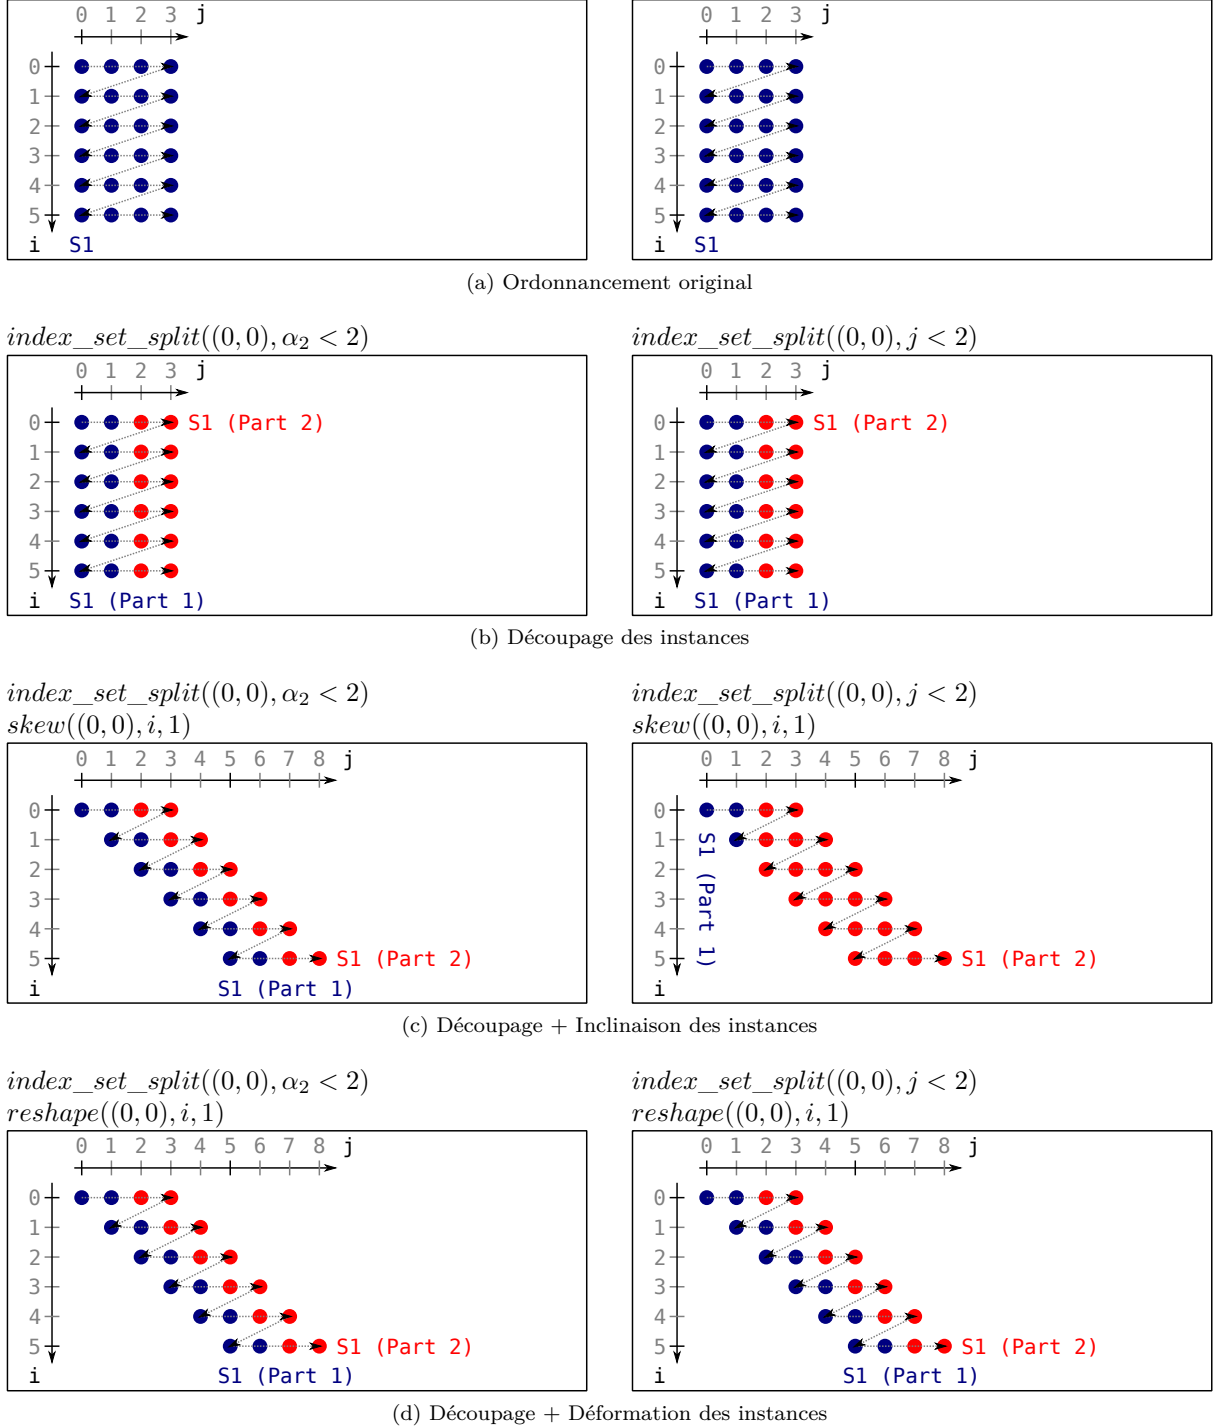 0 1 2 3 j
0
1
2
3
4
5
i S1
0 1 2 3 j
0
1
2
3
4
5
i S1
(a) Ordonnancement original
index_set_split((0, 0), α₂ < 2)
0 1 2 3 j
0 S1 (Part 2)
1
2
3
4
5
i S1 (Part 1)
index_set_split((0, 0), j < 2)
0 1 2 3 j
0 S1 (Part 2)
1
2
3
4
5
i S1 (Part 1)
(b) Découpage des instances
index_set_split((0, 0), α₂ < 2)
skew((0, 0), i, 1)
0 1 2 3 4 5 6 7 8 j
0
1
2
3
4
5 S1 (Part 2)
i S1 (Part 1)
index_set_split((0, 0), j < 2)
skew((0, 0), i, 1)
0 1 2 3 4 5 6 7 8 j
0
1
2
3
4
5 S1 (Part 2)
S1 (Part 1)
i
(c) Découpage + Inclinaison des instances
index_set_split((0, 0), α₂ < 2)
reshape((0, 0), i, 1)
0 1 2 3 4 5 6 7 8 j
0
1
2
3
4
5 S1 (Part 2)
i S1 (Part 1)
index_set_split((0, 0), j < 2)
reshape((0, 0), i, 1)
0 1 2 3 4 5 6 7 8 j
0
1
2
3
4
5 S1 (Part 2)
i S1 (Part 1)
(d) Découpage + Déformation des instances